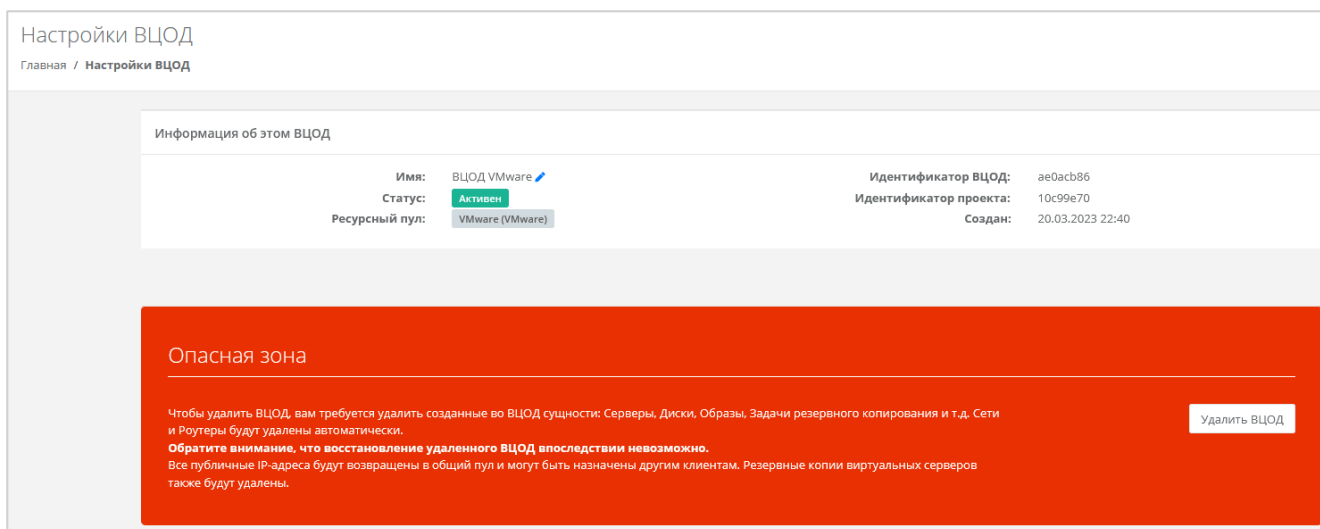 Настройки ВЦОД
Главная / Настройки ВЦОД
Информация об этом ВЦОД
Имя: ВЦОД VMware
Идентификатор ВЦОД: ae0acb86
Статус: Активен
Идентификатор проекта: 10c99e70
Ресурсный пул: VMware (VMware)
Создан: 20.03.2023 22:40
Опасная зона
Чтобы удалить ВЦОД, вам требуется удалить созданные во ВЦОД сущности: Серверы, Диски, Образы, Задачи резервного копирования и т.д. Сети
и Роутеры будут удалены автоматически.
Обратите внимание, что восстановление удаленного ВЦОД впоследствии невозможно.
Все публичные IP-адреса будут возвращены в общий пул и могут быть назначены другим клиентам. Резервные копии виртуальных серверов
также будут удалены.
Удалить ВЦОД